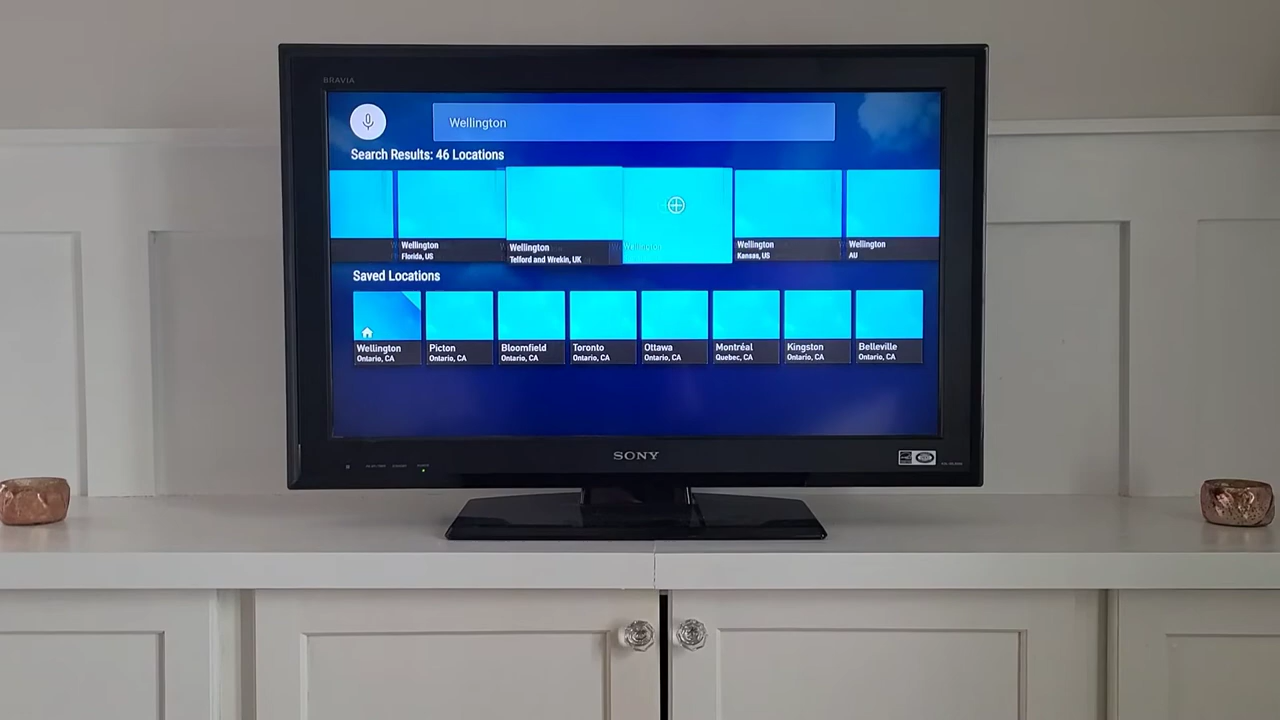 BRAVIA
Wellington
Search Results: 46 Locations
Wellington
Florida, US
Wellington
Telford and Wrekin, UK
Wellington
Wellington
Kansas, US
Wellington
AU
Saved Locations
Wellington
Ontario, CA
Picton
Ontario, CA
Bloomfield
Ontario, CA
Toronto
Ontario, CA
Ottawa
Ontario, CA
Montréal
Quebec, CA
Kingston
Ontario, CA
Belleville
Ontario, CA
SONY